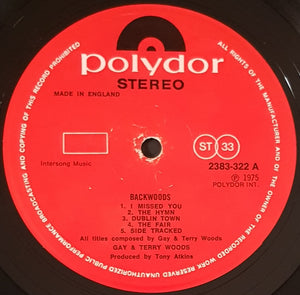 polydor
STEREO
MADE IN ENGLAND
ALL RIGHTS OF THE MANUFACTURER AND OF THE OWNER OF THE RECORDED WORK RESERVED UNAUTHORIZED PUBLIC PERFORMANCE BROADCASTING AND COPYING OF THIS RECORD PROHIBITED
Intersong Music
ST 33
2383-322 A
℗ 1975
POLYDOR INT.
BACKWOODS
1. I MISSED YOU
2. THE HYMN
3. DUBLIN TOWN
4. THE FAIR
5. SIDE TRACKED
All titles composed by Gay & Terry Woods
GAY & TERRY WOODS
Produced by Tony Atkins